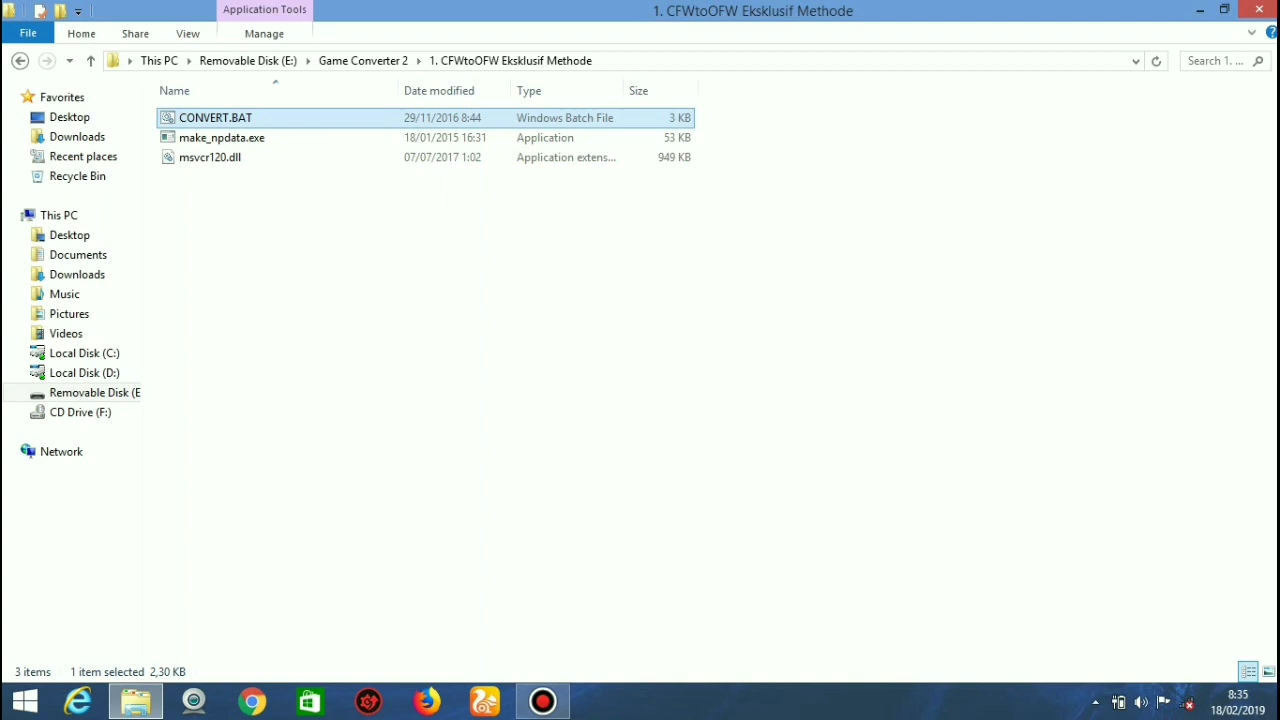 Application Tools
1. CFWtoOFW Eksklusif Methode
File Home Share View Manage
This PC Removable Disk (E:) Game Converter 2 1. CFWtoOFW Eksklusif Methode
Search 1. ...
Name Date modified Type Size
CONVERT.BAT 29/11/2016 8:44 Windows Batch File 3 KB
make_npdata.exe 18/01/2015 16:31 Application 53 KB
msvcr120.dll 07/07/2017 1:02 Application extens... 949 KB
Favorites
Desktop
Downloads
Recent places
Recycle Bin
This PC
Desktop
Documents
Downloads
Music
Pictures
Videos
Local Disk (C:)
Local Disk (D:)
Removable Disk (E
CD Drive (F:)
Network
3 items 1 item selected 2,30 KB
8:35
18/02/2019